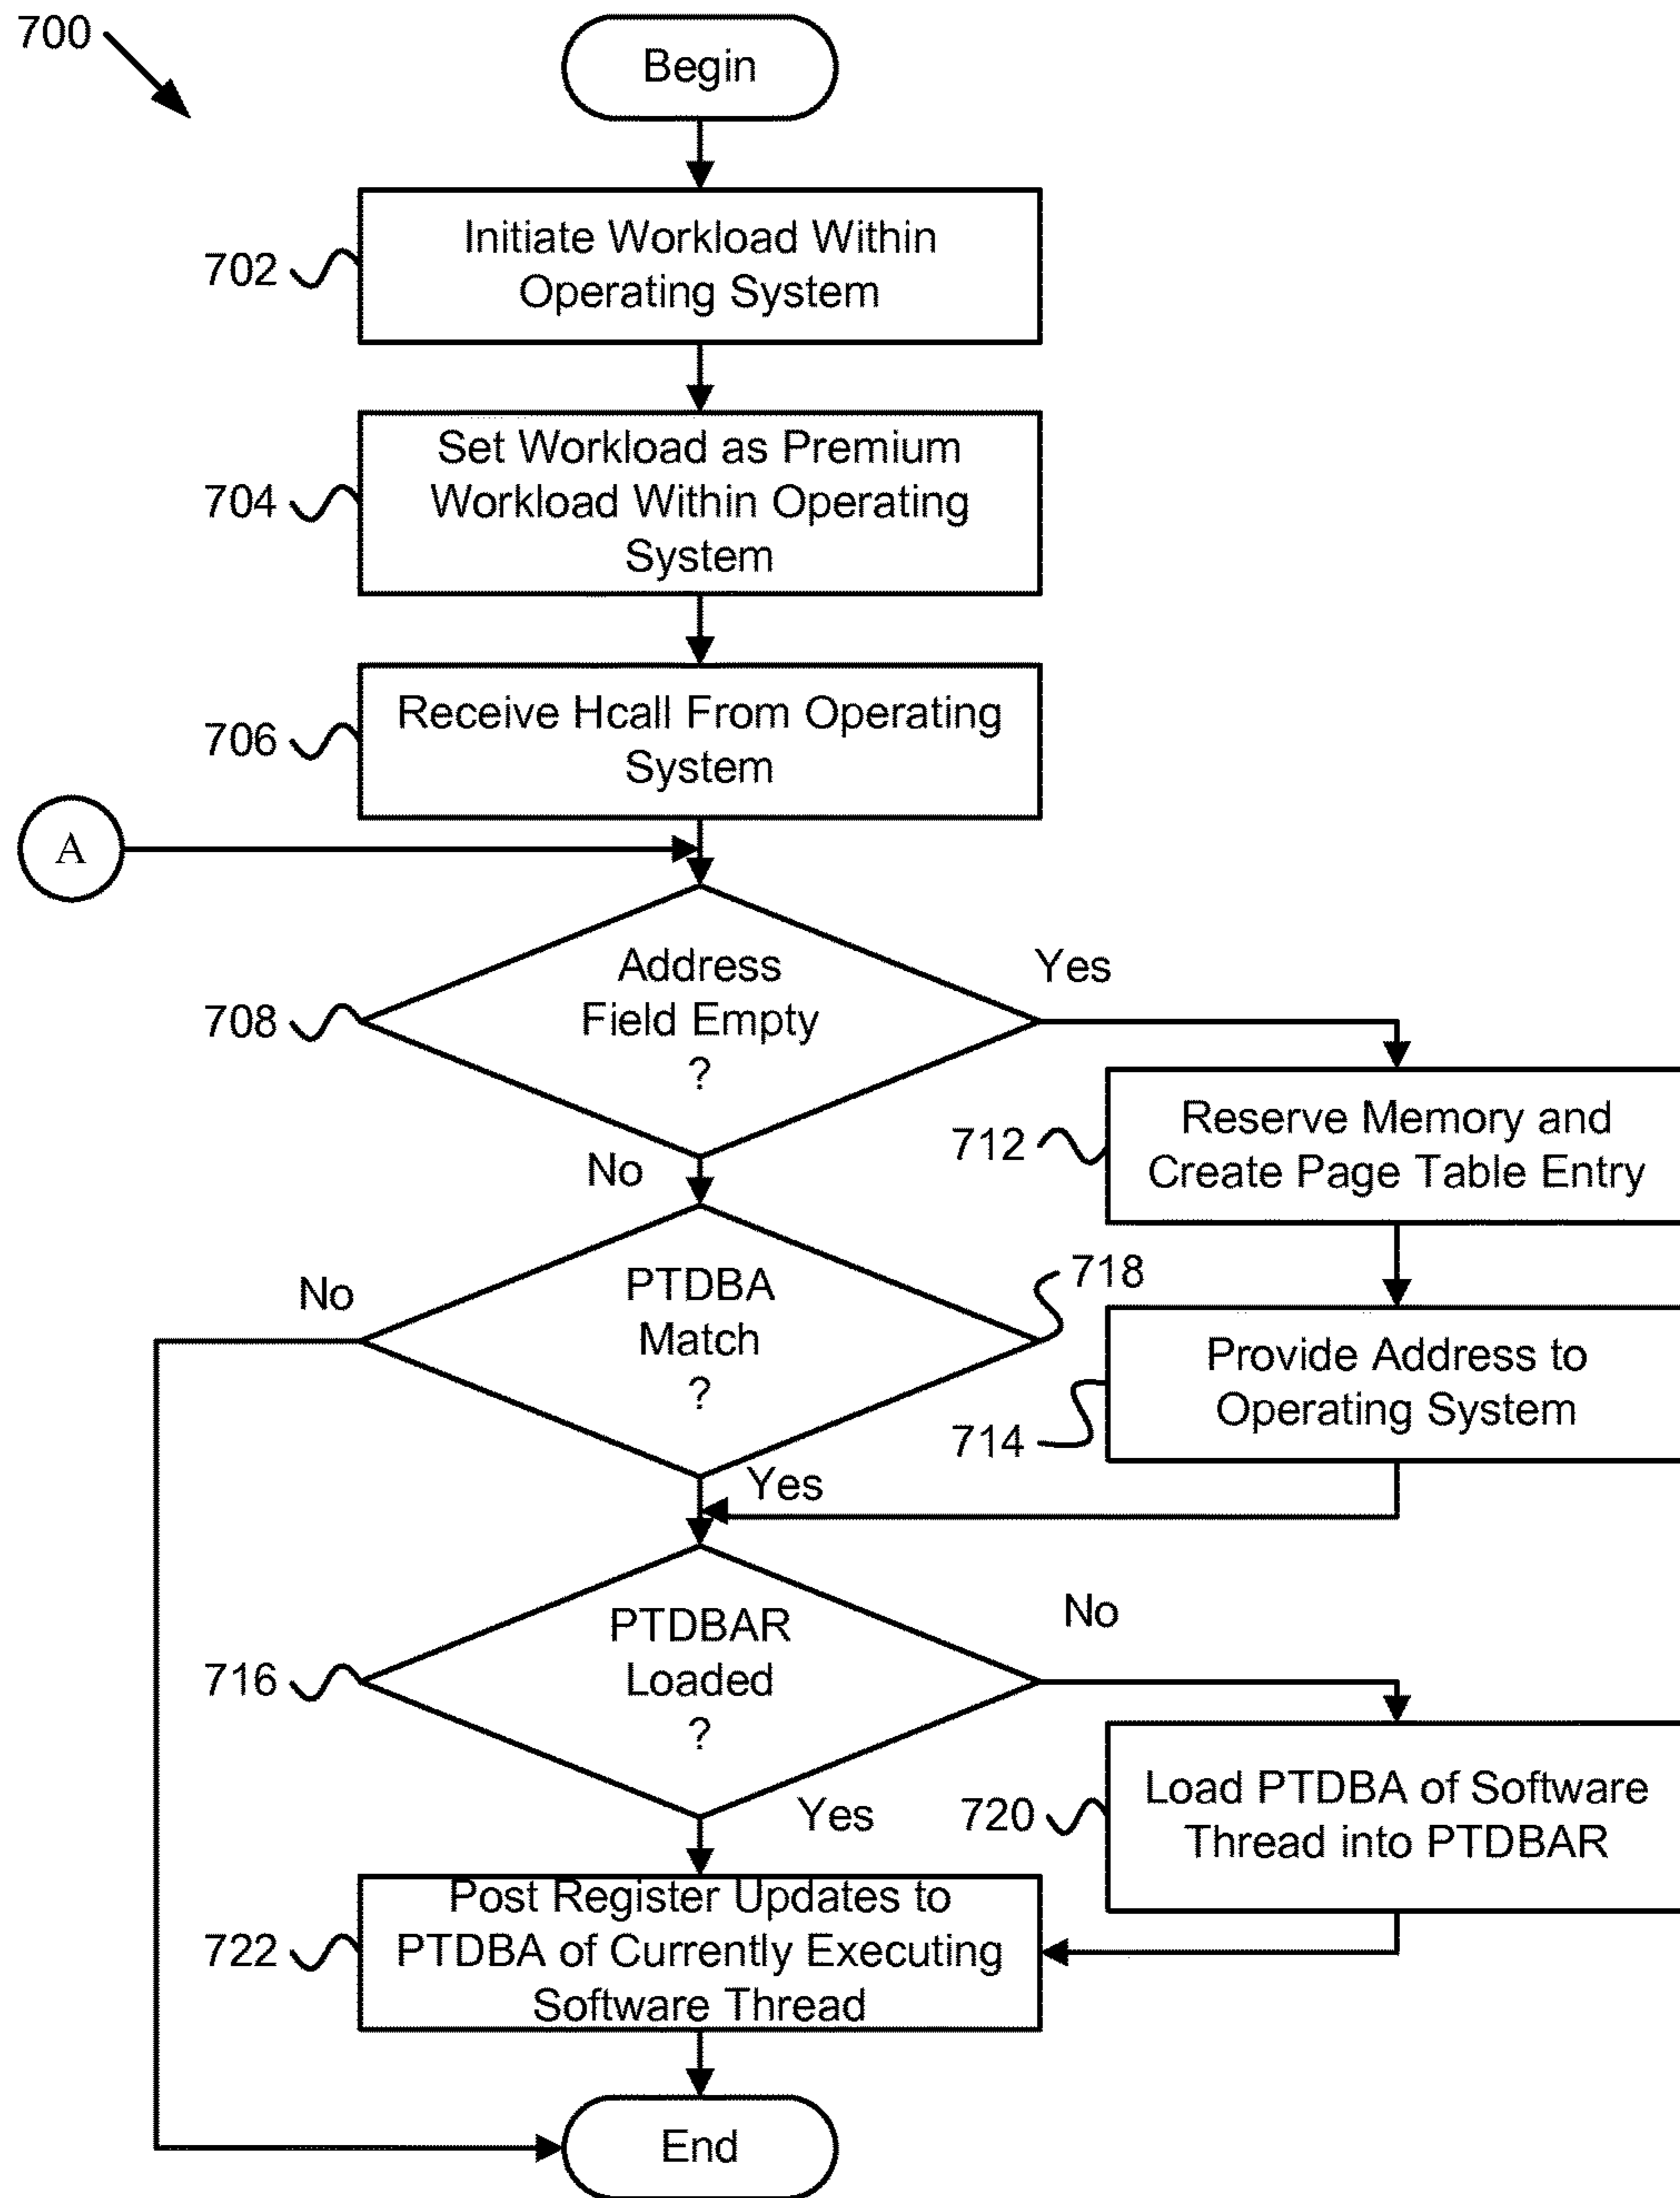 700
Begin
702
Initiate Workload Within
Operating System
704
Set Workload as Premium
Workload Within Operating
System
706
Receive Hcall From Operating
System
A
708
Address
Field Empty
?
Yes
No
712
Reserve Memory and
Create Page Table Entry
714
Provide Address to
Operating System
718
PTDBA
Match
?
No
Yes
716
PTDBAR
Loaded
?
No
Yes
720
Load PTDBA of Software
Thread into PTDBAR
722
Post Register Updates to
PTDBA of Currently Executing
Software Thread
End